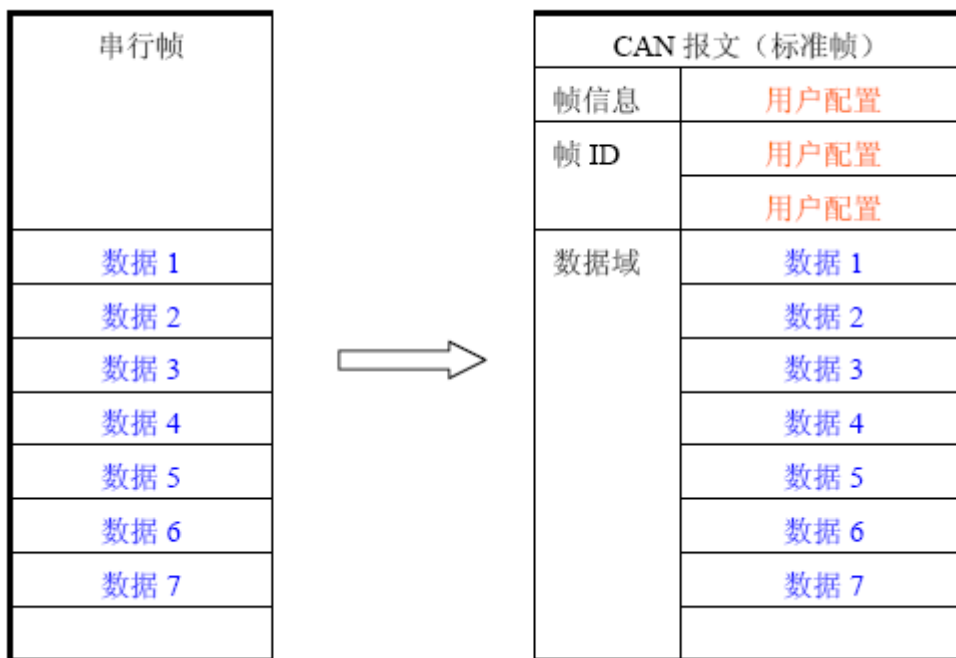 串行帧
数据 1
数据 2
数据 3
数据 4
数据 5
数据 6
数据 7
CAN 报文（标准帧）
帧信息 用户配置
帧 ID 用户配置
用户配置
数据域 数据 1
数据 2
数据 3
数据 4
数据 5
数据 6
数据 7